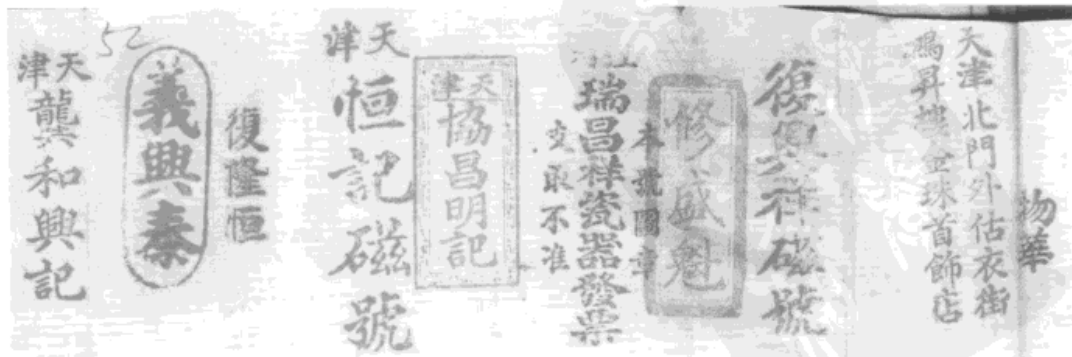 物華
天津北門外估衣街
昇樓珠首飾店
復興祥磁號
修盛魁
本號圖章
瑞昌祥瓷器發票
支取不准
天津
協昌明記
天津
恒記磁號
復隆恒
義興泰
52
天津
龔和興記